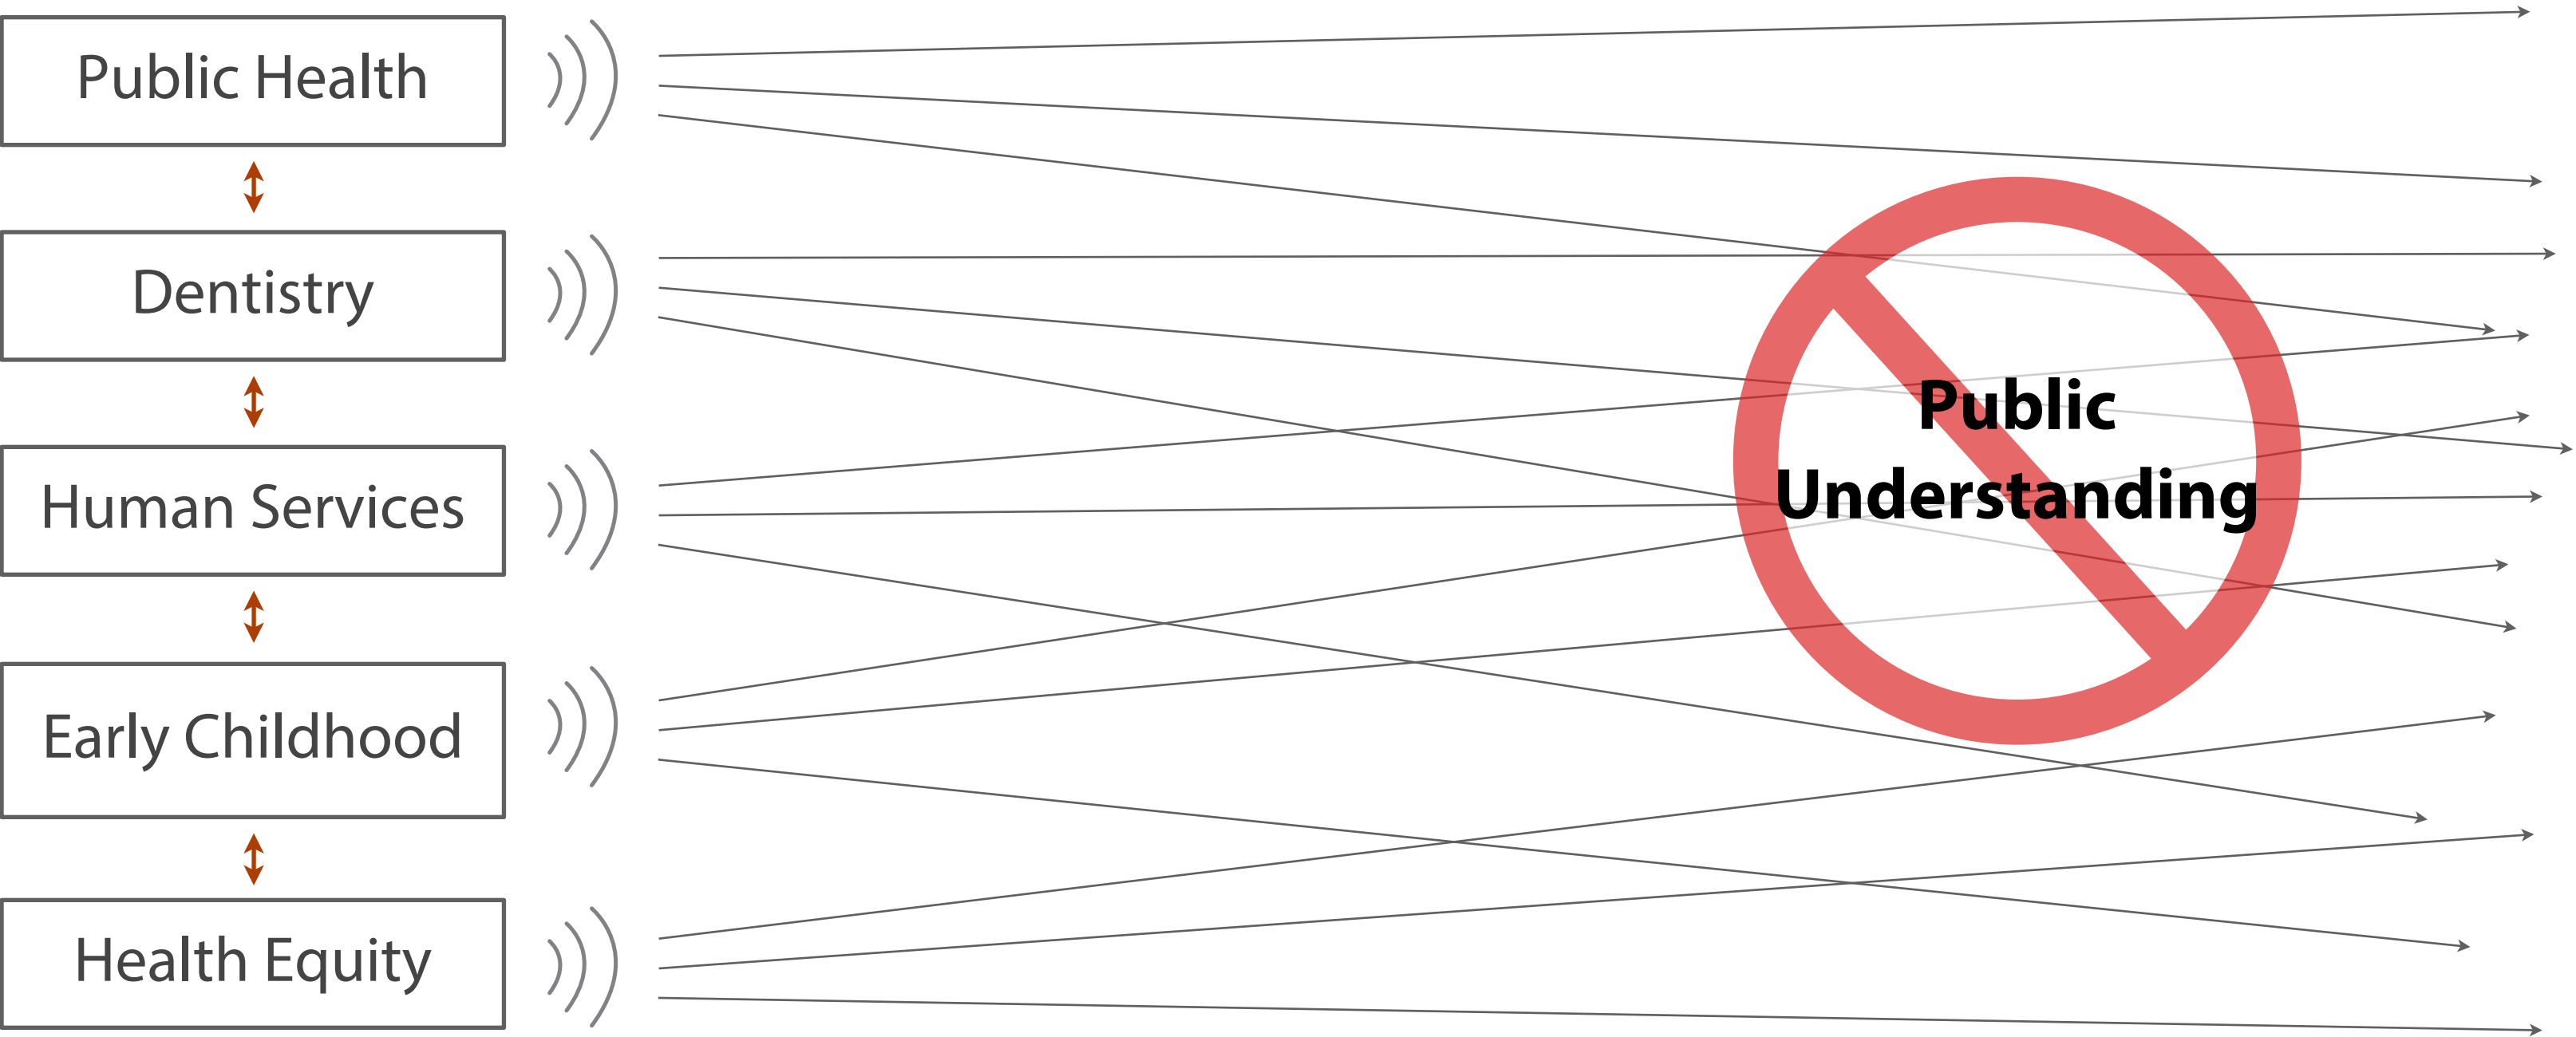 Public Health
Dentistry
Human Services
Early Childhood
Health Equity
Public
Understanding